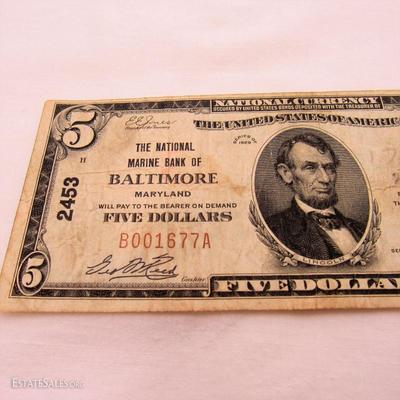 NATIONAL CURRENCY
SECURED BY UNITED STATES BONDS DEPOSITED WITH THE TREASURER OF
THE UNITED STATES OF AMERICA
5
SERIES OF
1929
H
THE NATIONAL
MARINE BANK OF
BALTIMORE
MARYLAND
WILL PAY TO THE BEARER ON DEMAND
FIVE DOLLARS
2453
B001677A
Cashier
LINCOLN
5
FIVE DOLLA
ESTATESALES.ORG